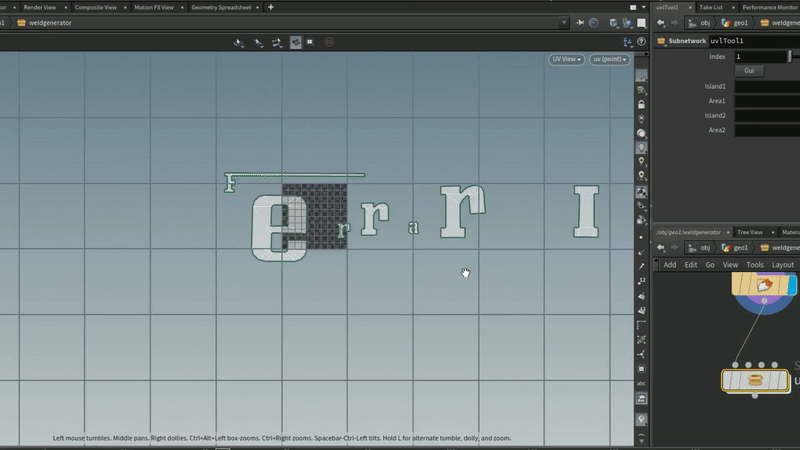 Render View
Composite View
Motion FX View
Geometry Spreadsheet
uvlTool1
Take List
Performance Monitor
weldgenerator
obj
geo1
Subnetwork
uvlTool1
UV View
uv (point)
Index
1
Gui
Island1
Area1
Island2
Area2
F
e
r
r
a
r
I
/obj/geo1/weldgenerator
Tree View
obj
geo1
weldgenerator
Add Edit Go View Tools Layout
abc
Left mouse tumbles. Middle pans. Right dollies. Ctrl+Alt+Left box-zooms. Ctrl+Right zooms. Spacebar-Ctrl-Left tilts. Hold L for alternate tumble, dolly, and zoom.